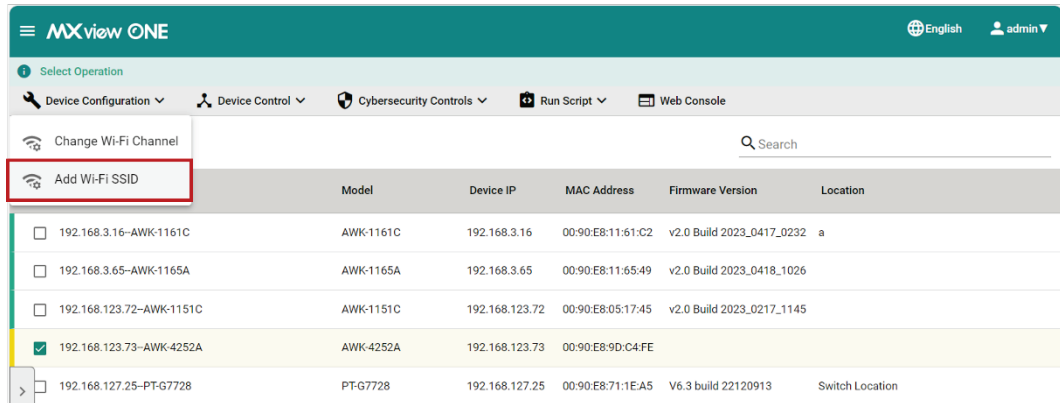 MXview ONE English admin
Select Operation
Device Configuration Device Control Cybersecurity Controls Run Script Web Console
Change Wi-Fi Channel
Search
Add Wi-Fi SSID
Model Device IP MAC Address Firmware Version Location
192.168.3.16--AWK-1161C AWK-1161C 192.168.3.16 00:90:E8:11:61:C2 v2.0 Build 2023_0417_0232 a
192.168.3.65--AWK-1165A AWK-1165A 192.168.3.65 00:90:E8:11:65:49 v2.0 Build 2023_0418_1026
192.168.123.72--AWK-1151C AWK-1151C 192.168.123.72 00:90:E8:05:17:45 v2.0 Build 2023_0217_1145
192.168.123.73--AWK-4252A AWK-4252A 192.168.123.73 00:90:E8:9D:C4:FE
192.168.127.25--PT-G7728 PT-G7728 192.168.127.25 00:90:E8:71:1E:A5 V6.3 build 22120913 Switch Location